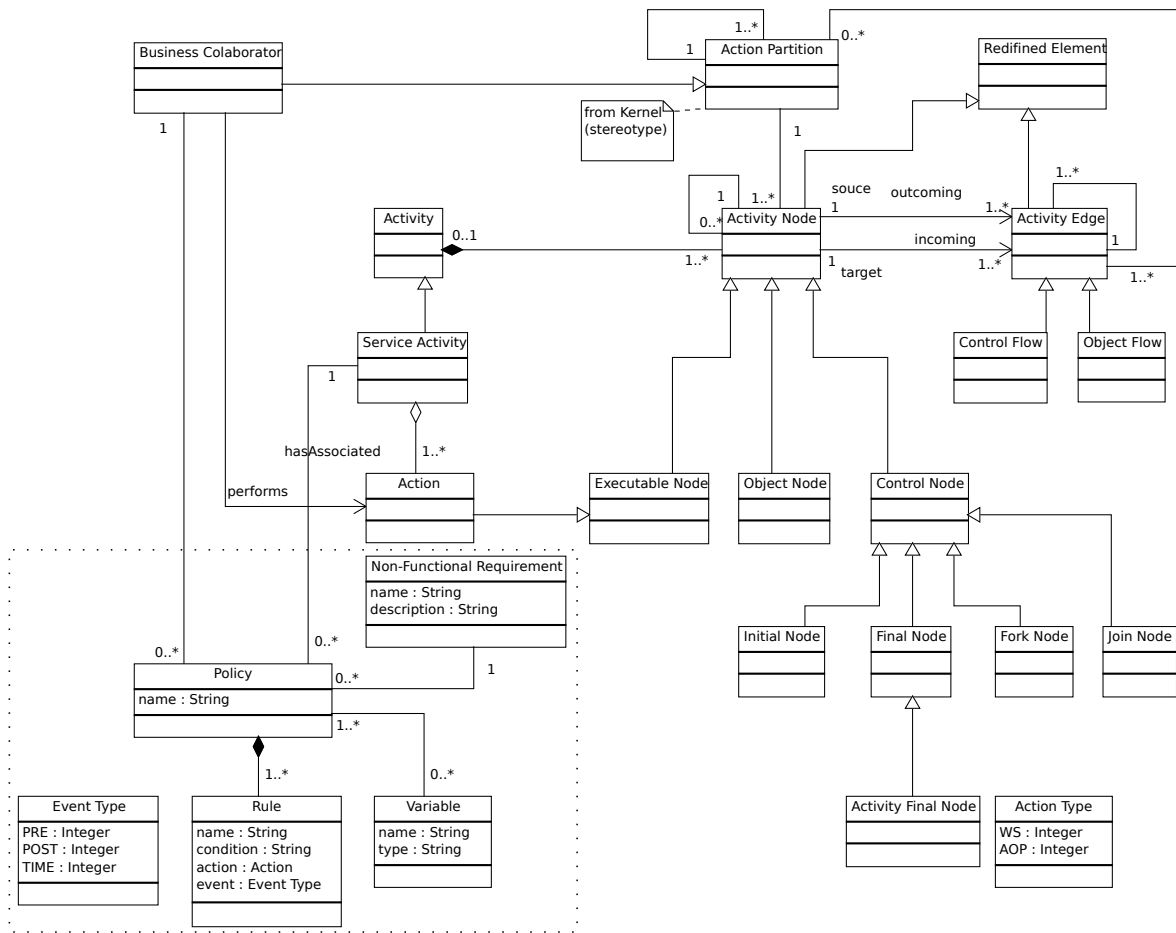 1..*
0..*
Business Colaborator
1
Action Partition
Redifined Element
from Kernel
(stereotype)
1
1
1..*
1
souce
outcoming
1..*
Activity
0..1
0..*
Activity Node
1
1..*
Activity Edge
1..*
incoming
1
1
1..*
target
1..*
Service Activity
1
Control Flow
Object Flow
hasAssociated
1..*
performs
Action
Executable Node
Object Node
Control Node
Non-Functional Requirement
name : String
description : String
0..*
0..*
1
Initial Node
Final Node
Fork Node
Join Node
Policy
0..*
name : String
1..*
1..*
0..*
Event Type
PRE : Integer
POST : Integer
TIME : Integer
Rule
name : String
condition : String
action : Action
event : Event Type
Variable
name : String
type : String
Activity Final Node
Action Type
WS : Integer
AOP : Integer